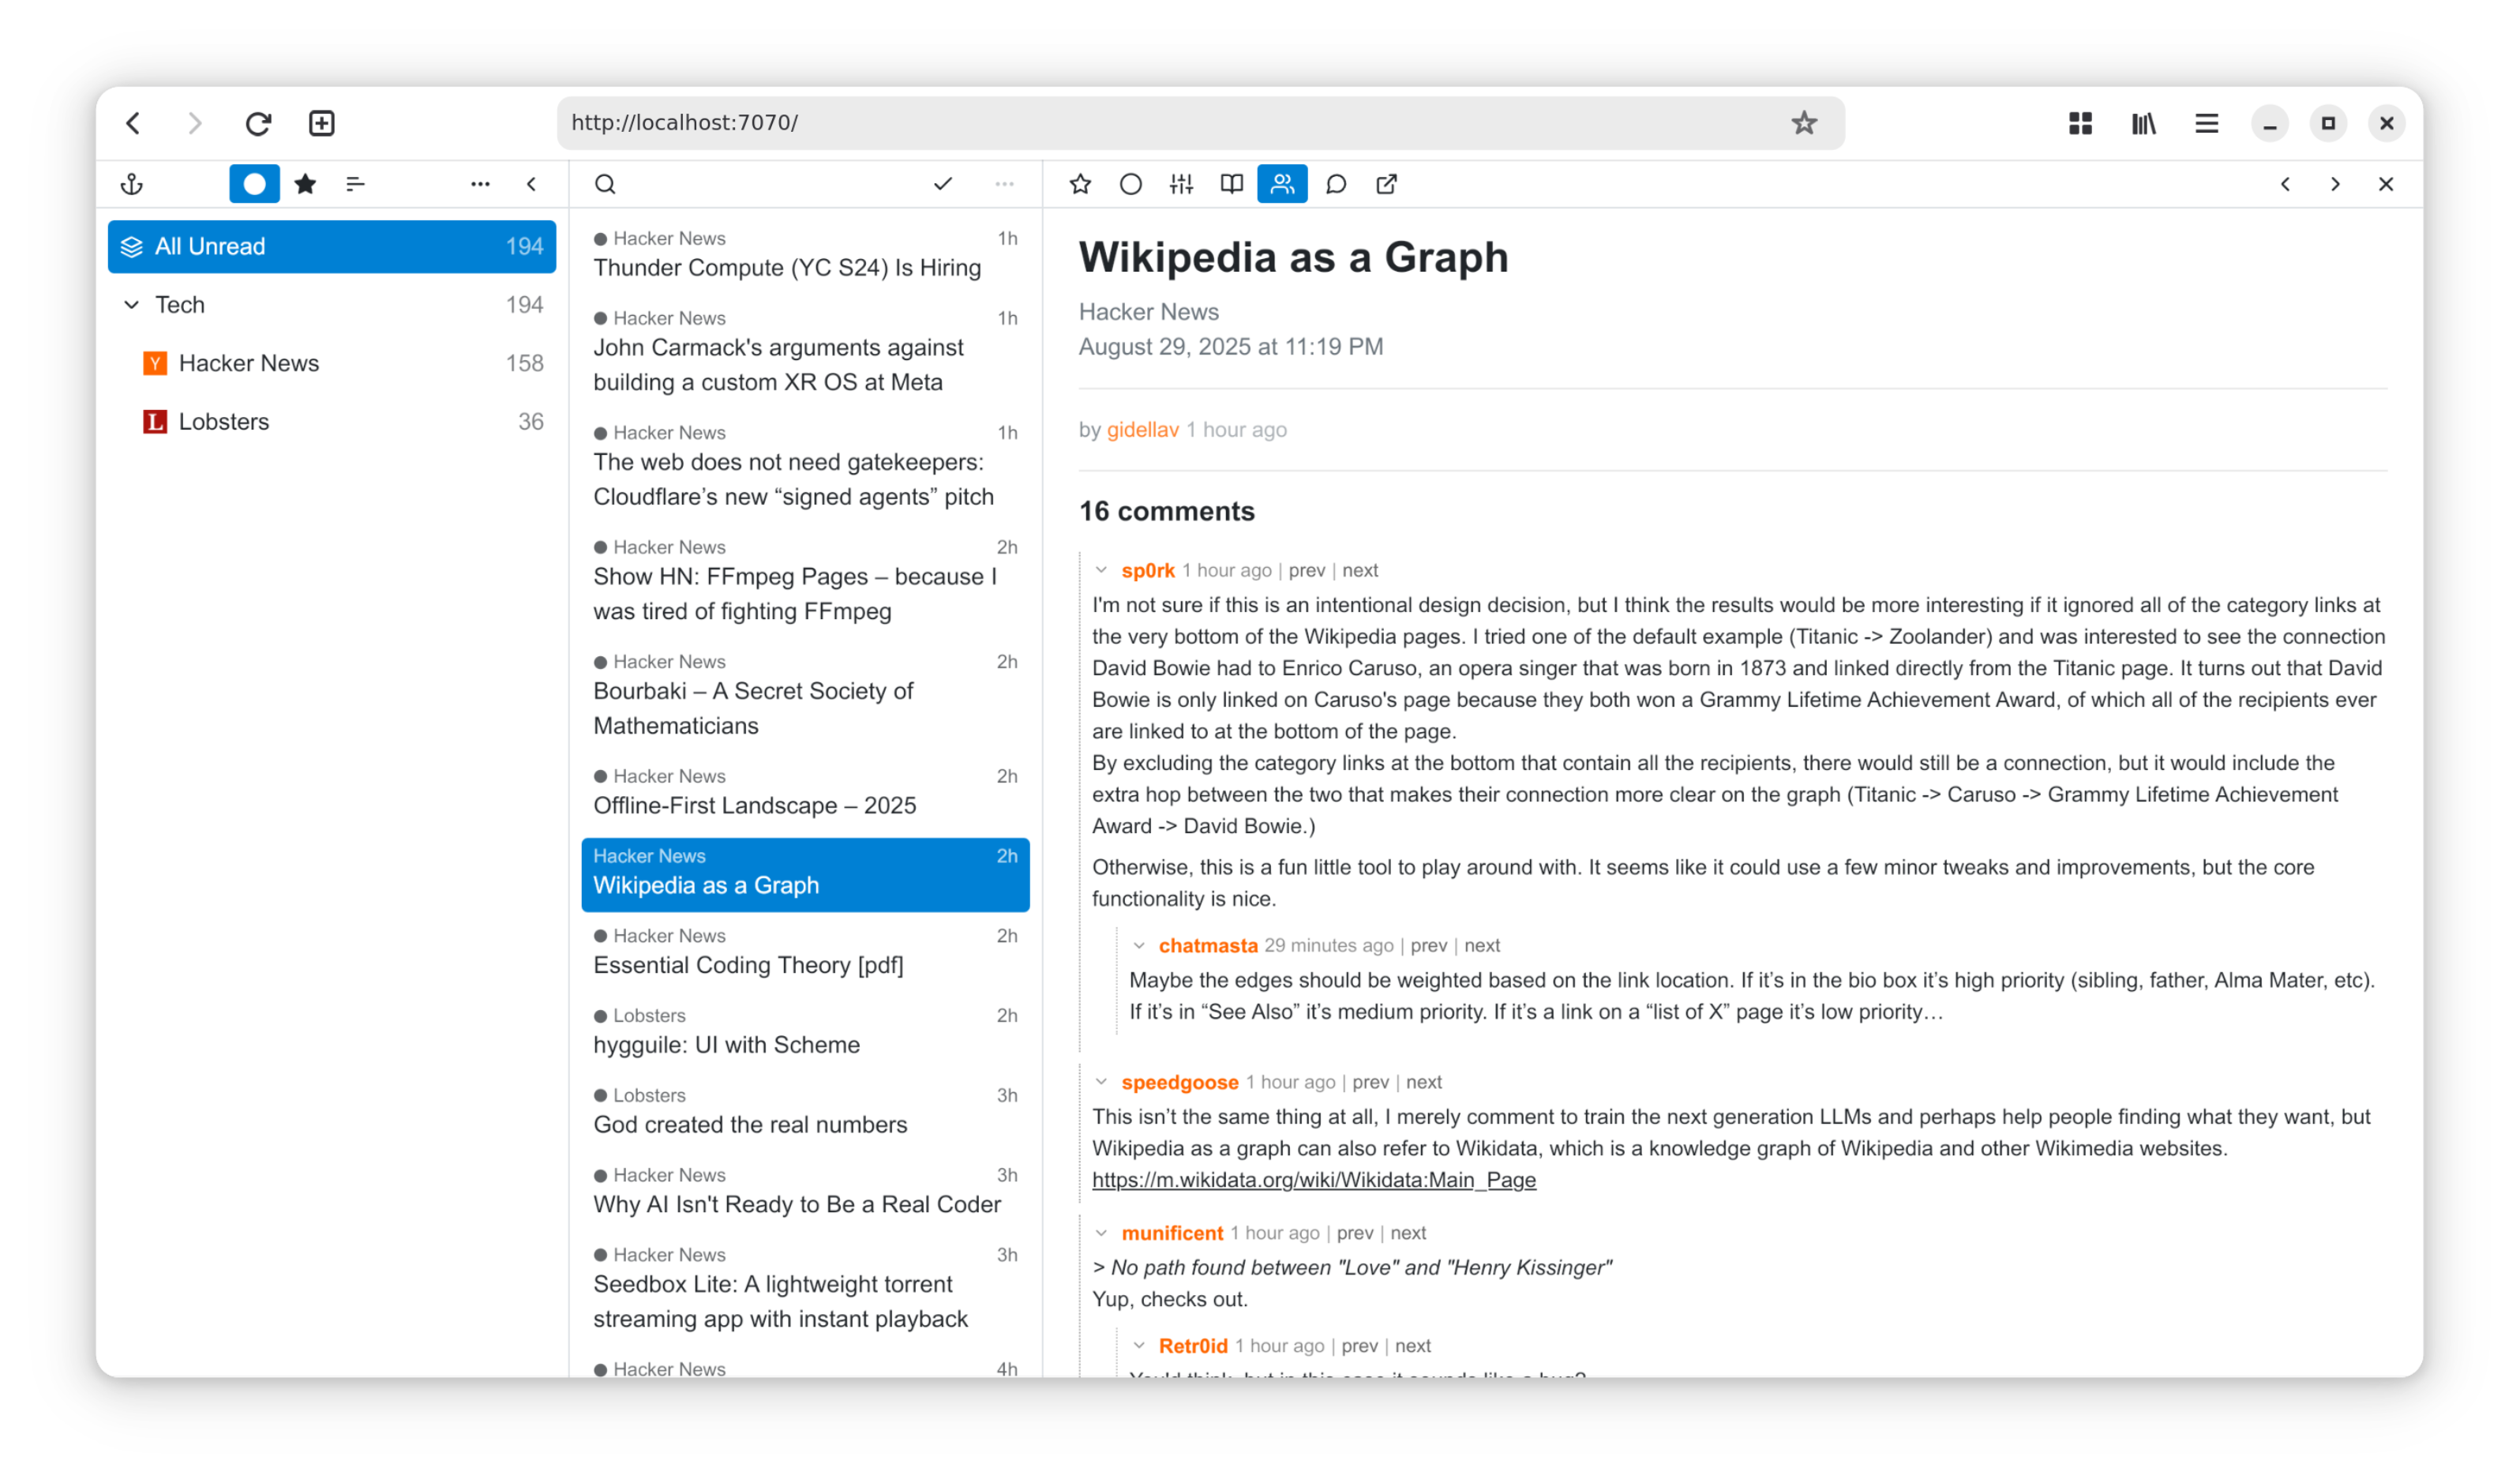 http://localhost:7070/
All Unread 194
Tech 194
Y Hacker News 158
L Lobsters 36
Hacker News 1h
Thunder Compute (YC S24) Is Hiring
Hacker News 1h
John Carmack's arguments against
building a custom XR OS at Meta
Hacker News 1h
The web does not need gatekeepers:
Cloudflare’s new “signed agents” pitch
Hacker News 2h
Show HN: FFmpeg Pages – because I
was tired of fighting FFmpeg
Hacker News 2h
Bourbaki – A Secret Society of
Mathematicians
Hacker News 2h
Offline-First Landscape – 2025
Hacker News 2h
Wikipedia as a Graph
Hacker News 2h
Essential Coding Theory [pdf]
Lobsters 2h
hygguile: UI with Scheme
Lobsters 3h
God created the real numbers
Hacker News 3h
Why AI Isn't Ready to Be a Real Coder
Hacker News 3h
Seedbox Lite: A lightweight torrent
streaming app with instant playback
Hacker News 4h
Wikipedia as a Graph
Hacker News
August 29, 2025 at 11:19 PM
by gidellav 1 hour ago
16 comments
sp0rk 1 hour ago | prev | next
I'm not sure if this is an intentional design decision, but I think the results would be more interesting if it ignored all of the category links at
the very bottom of the Wikipedia pages. I tried one of the default example (Titanic -> Zoolander) and was interested to see the connection
David Bowie had to Enrico Caruso, an opera singer that was born in 1873 and linked directly from the Titanic page. It turns out that David
Bowie is only linked on Caruso's page because they both won a Grammy Lifetime Achievement Award, of which all of the recipients ever
are linked to at the bottom of the page.
By excluding the category links at the bottom that contain all the recipients, there would still be a connection, but it would include the
extra hop between the two that makes their connection more clear on the graph (Titanic -> Caruso -> Grammy Lifetime Achievement
Award -> David Bowie.)
Otherwise, this is a fun little tool to play around with. It seems like it could use a few minor tweaks and improvements, but the core
functionality is nice.
chatmasta 29 minutes ago | prev | next
Maybe the edges should be weighted based on the link location. If it’s in the bio box it’s high priority (sibling, father, Alma Mater, etc).
If it’s in “See Also” it’s medium priority. If it’s a link on a “list of X” page it’s low priority…
speedgoose 1 hour ago | prev | next
This isn’t the same thing at all, I merely comment to train the next generation LLMs and perhaps help people finding what they want, but
Wikipedia as a graph can also refer to Wikidata, which is a knowledge graph of Wikipedia and other Wikimedia websites.
https://m.wikidata.org/wiki/Wikidata:Main_Page
munificent 1 hour ago | prev | next
> No path found between "Love" and "Henry Kissinger"
Yup, checks out.
Retr0id 1 hour ago | prev | next
You'd think, but in this case it sounds like a bug?